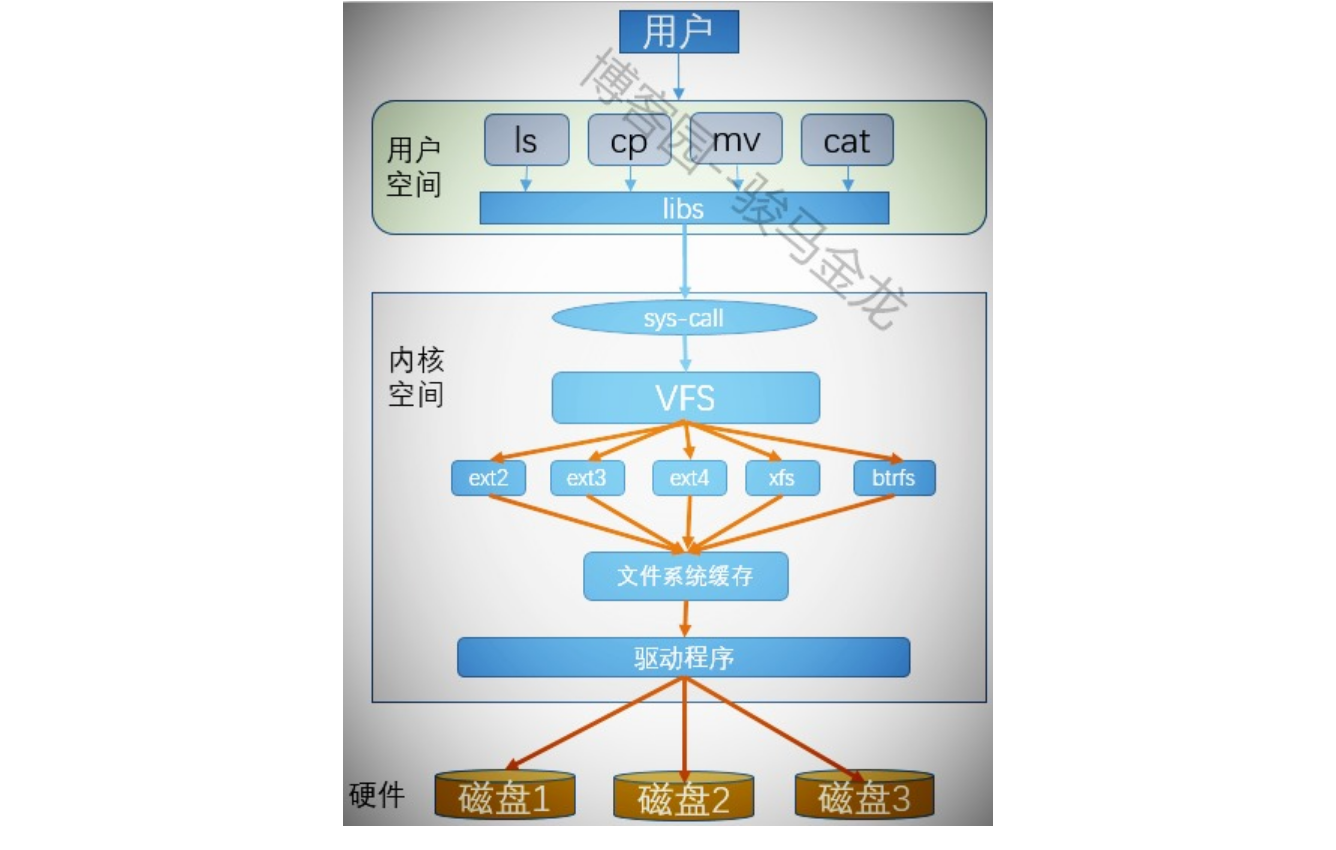 用户
博客园--骏马金龙
用户
空间
ls
cp
mv
cat
libs
sys-call
内核
空间
VFS
ext2
ext3
ext4
xfs
btrfs
文件系统缓存
驱动程序
硬件
磁盘1
磁盘2
磁盘3